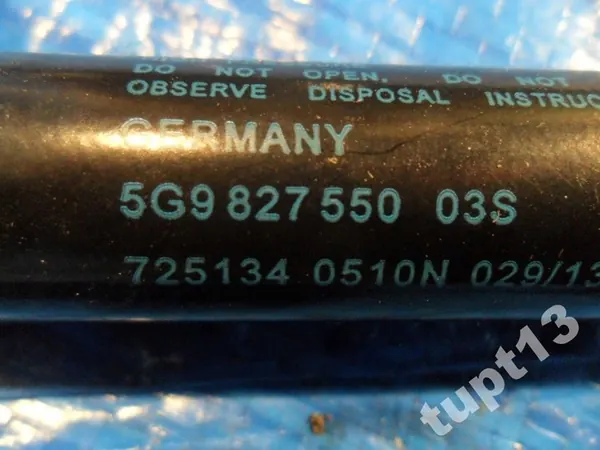 DO NOT OPEN. DO NOT
OBSERVE DISPOSAL INSTRUC
GERMANY
5G9 827 550 03S
725134 0510N 029/13
tupt13